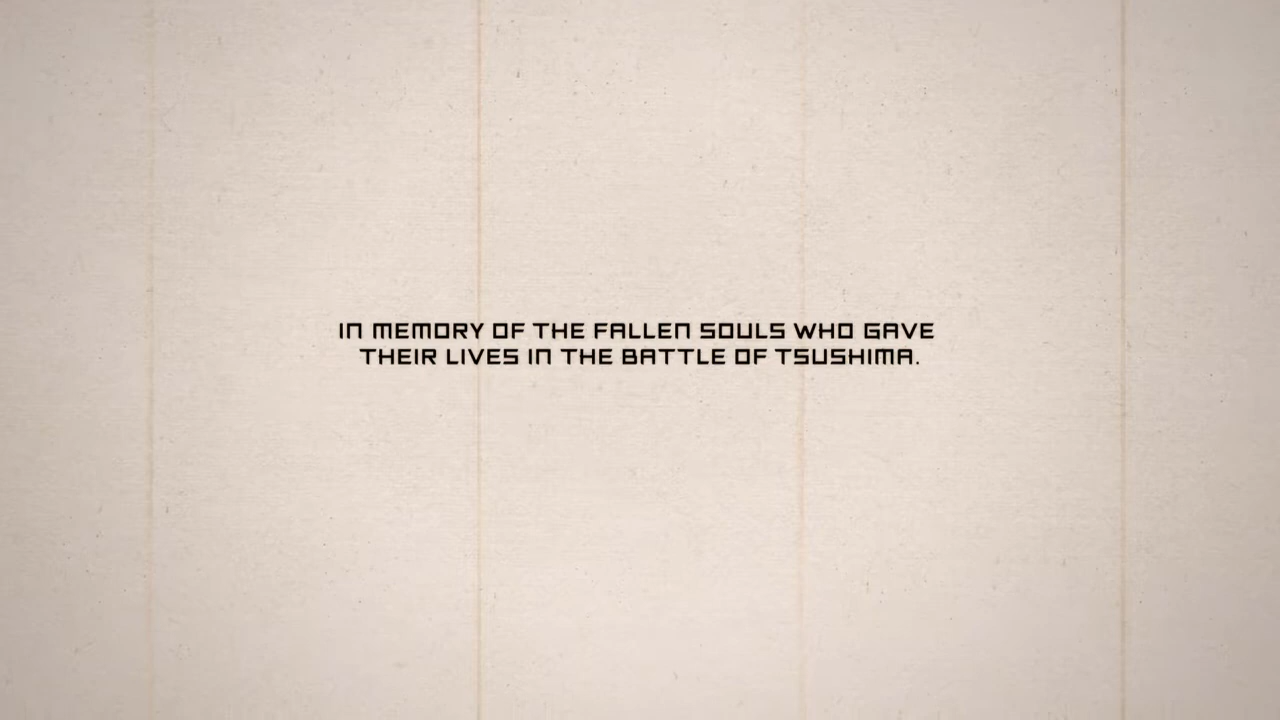 IN MEMORY OF THE FALLEN SOULS WHO GAVE
THEIR LIVES IN THE BATTLE OF TSUSHIMA.